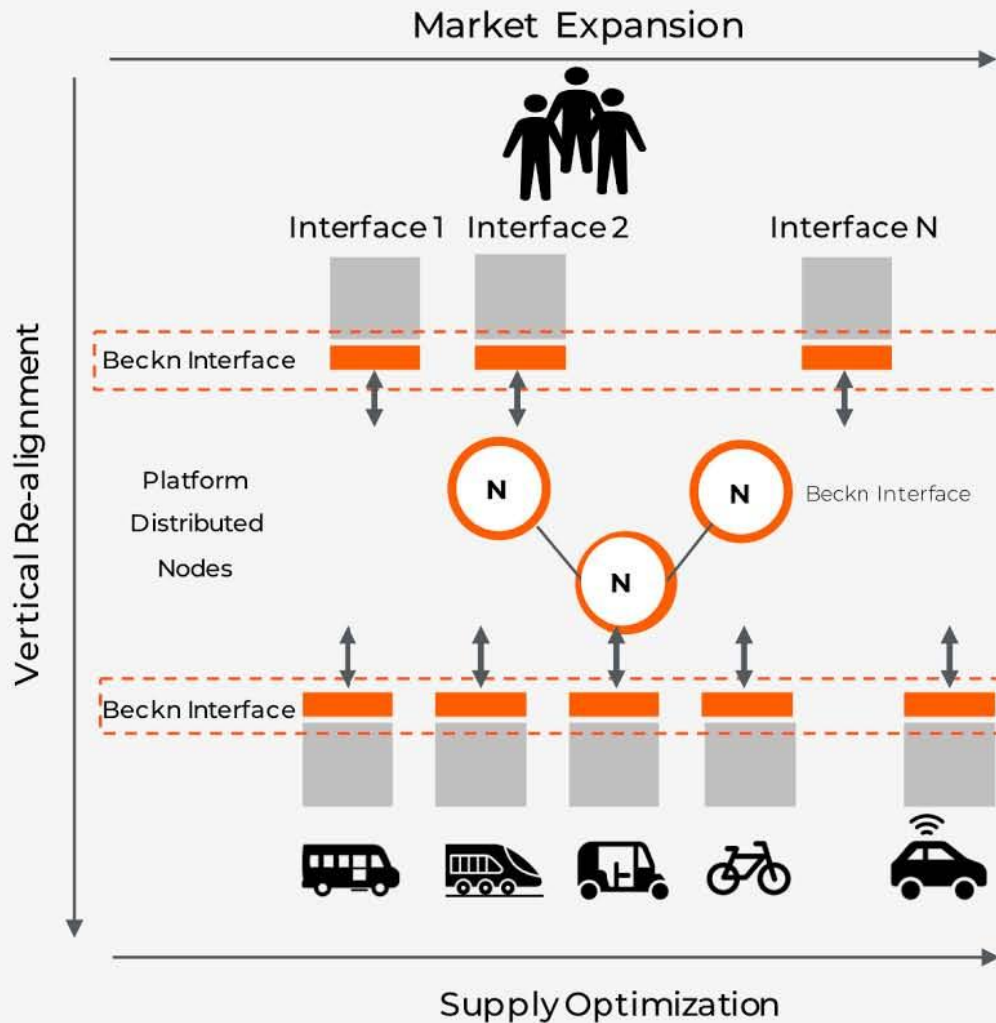 Market Expansion
Interface 1
Interface 2
Interface N
Vertical Re-alignment
Beckn Interface
Platform
Distributed
Nodes
N
N
N
Beckn Interface
Beckn Interface
Supply Optimization